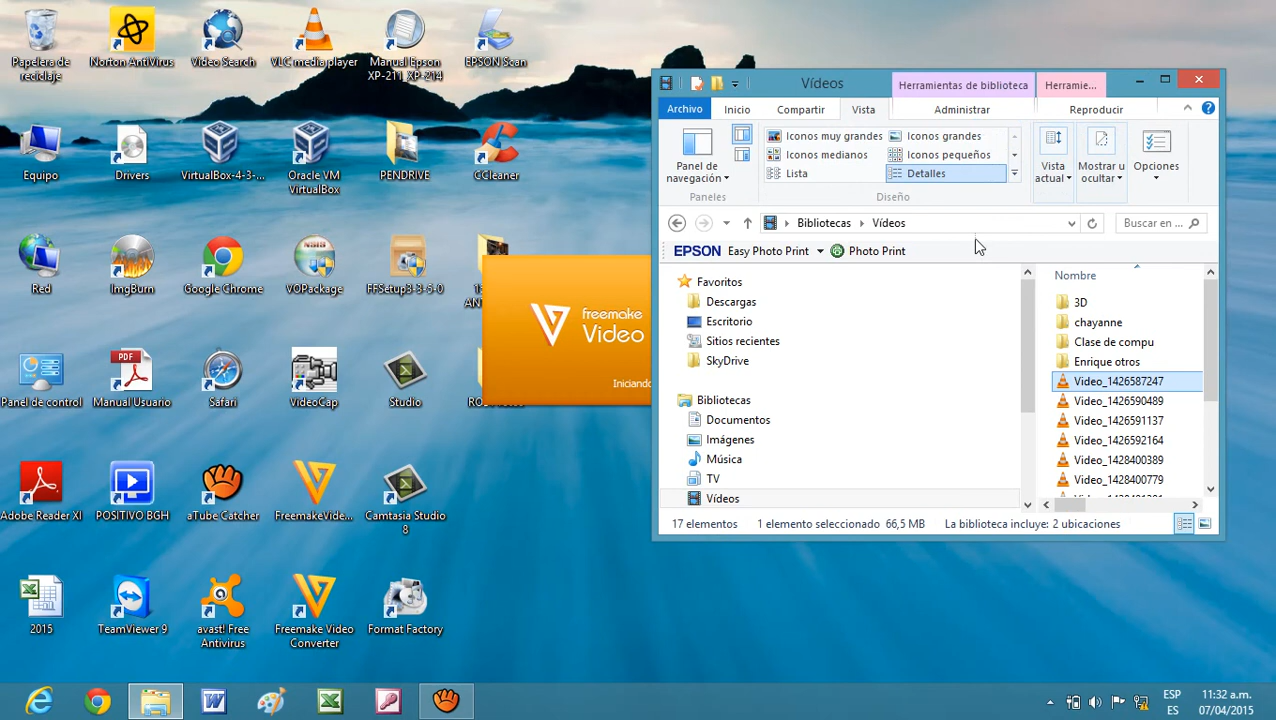 Papelera de
reciclaje
Norton AntiVirus
Video Search
VLC media player
Manual Epson
XP-211_XP-214
EPSON Scan
Equipo
Drivers
VirtualBox-4-3-...
Oracle VM
VirtualBox
PENDRIVE
CCleaner
Red
ImgBurn
Google Chrome
VOPackage
FFSetup3-3-5-0
Panel de control
PDF
Manual Usuario
Safari
VideoCap
Studio
Adobe Reader XI
POSITIVO BGH
aTube Catcher
FreemakeVide...
Camtasia Studio
8
2015
TeamViewer 9
avast! Free
Antivirus
Freemake Video
Converter
Format Factory
freemake
Video
Iniciando
Vídeos
Herramientas de biblioteca
Herramie...
Archivo
Inicio
Compartir
Vista
Administrar
Reproducir
Panel de
navegación
Paneles
Iconos muy grandes
Iconos grandes
Iconos medianos
Iconos pequeños
Lista
Detalles
Diseño
Vista
actual
Mostrar u
ocultar
Opciones
Bibliotecas
Vídeos
Buscar en ...
EPSON
Easy Photo Print
Photo Print
Favoritos
Descargas
Escritorio
Sitios recientes
SkyDrive
Bibliotecas
Documentos
Imágenes
Música
TV
Vídeos
Nombre
3D
chayanne
Clase de compu
Enrique otros
Video_1426587247
Video_1426590489
Video_1426591137
Video_1426592164
Video_1428400389
Video_1428400779
17 elementos
1 elemento seleccionado 66,5 MB
La biblioteca incluye: 2 ubicaciones
ESP
ES
11:32 a.m.
07/04/2015